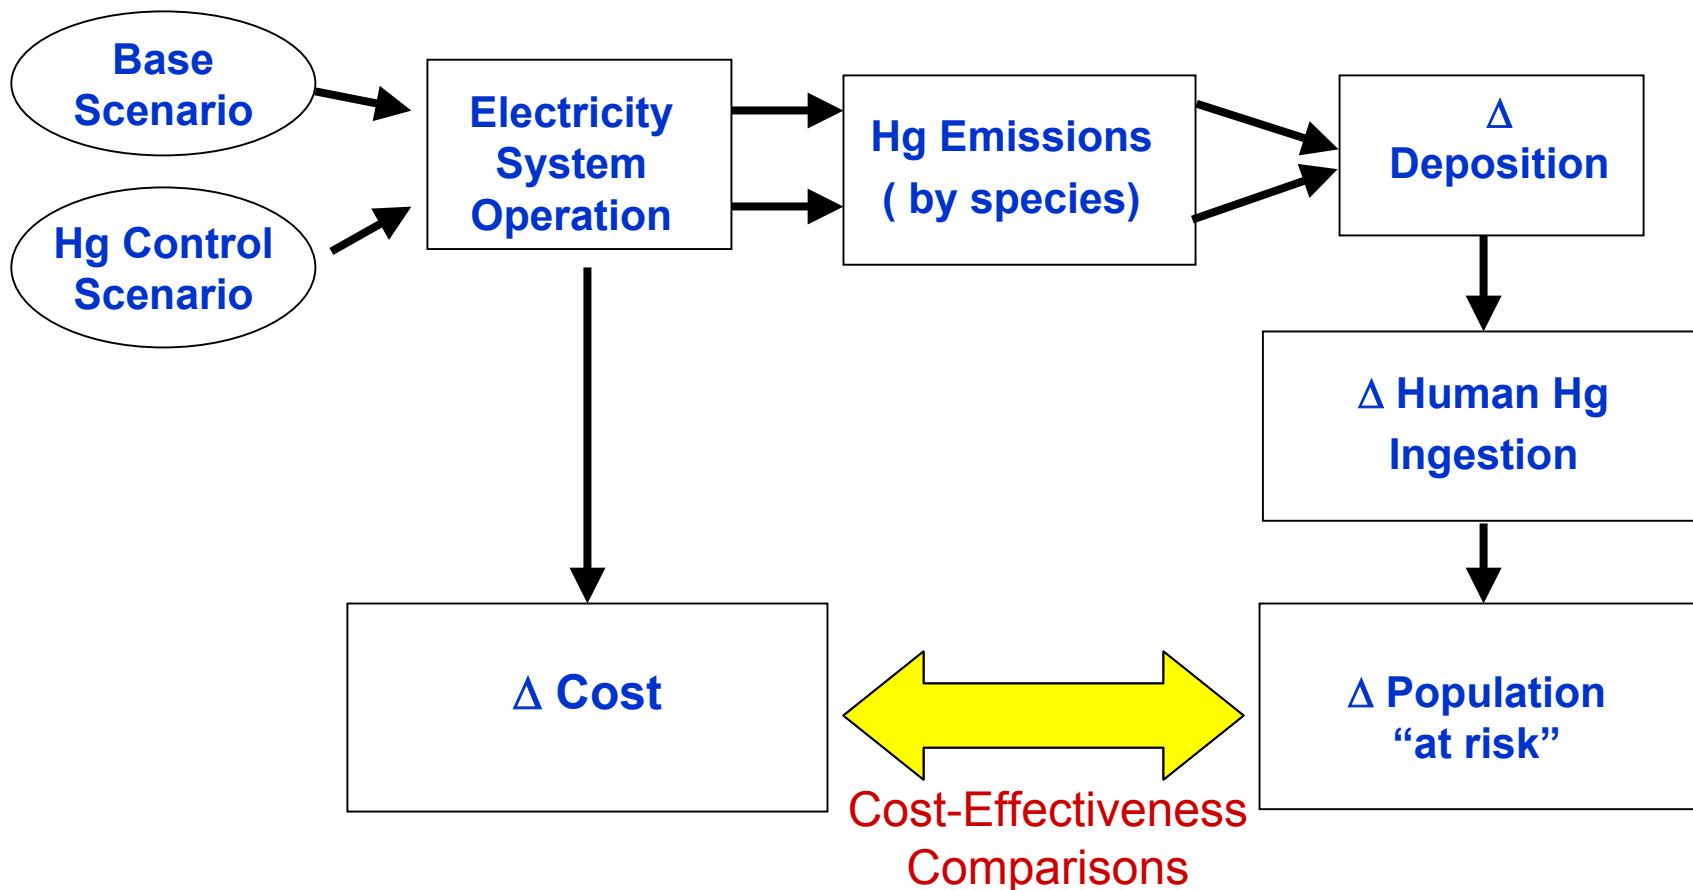 Base
Scenario
Hg Control
Scenario
Electricity
System
Operation
Hg Emissions
( by species)
Δ
Deposition
Δ Human Hg
Ingestion
Δ Cost
Δ Population
“at risk”
Cost-Effectiveness
Comparisons